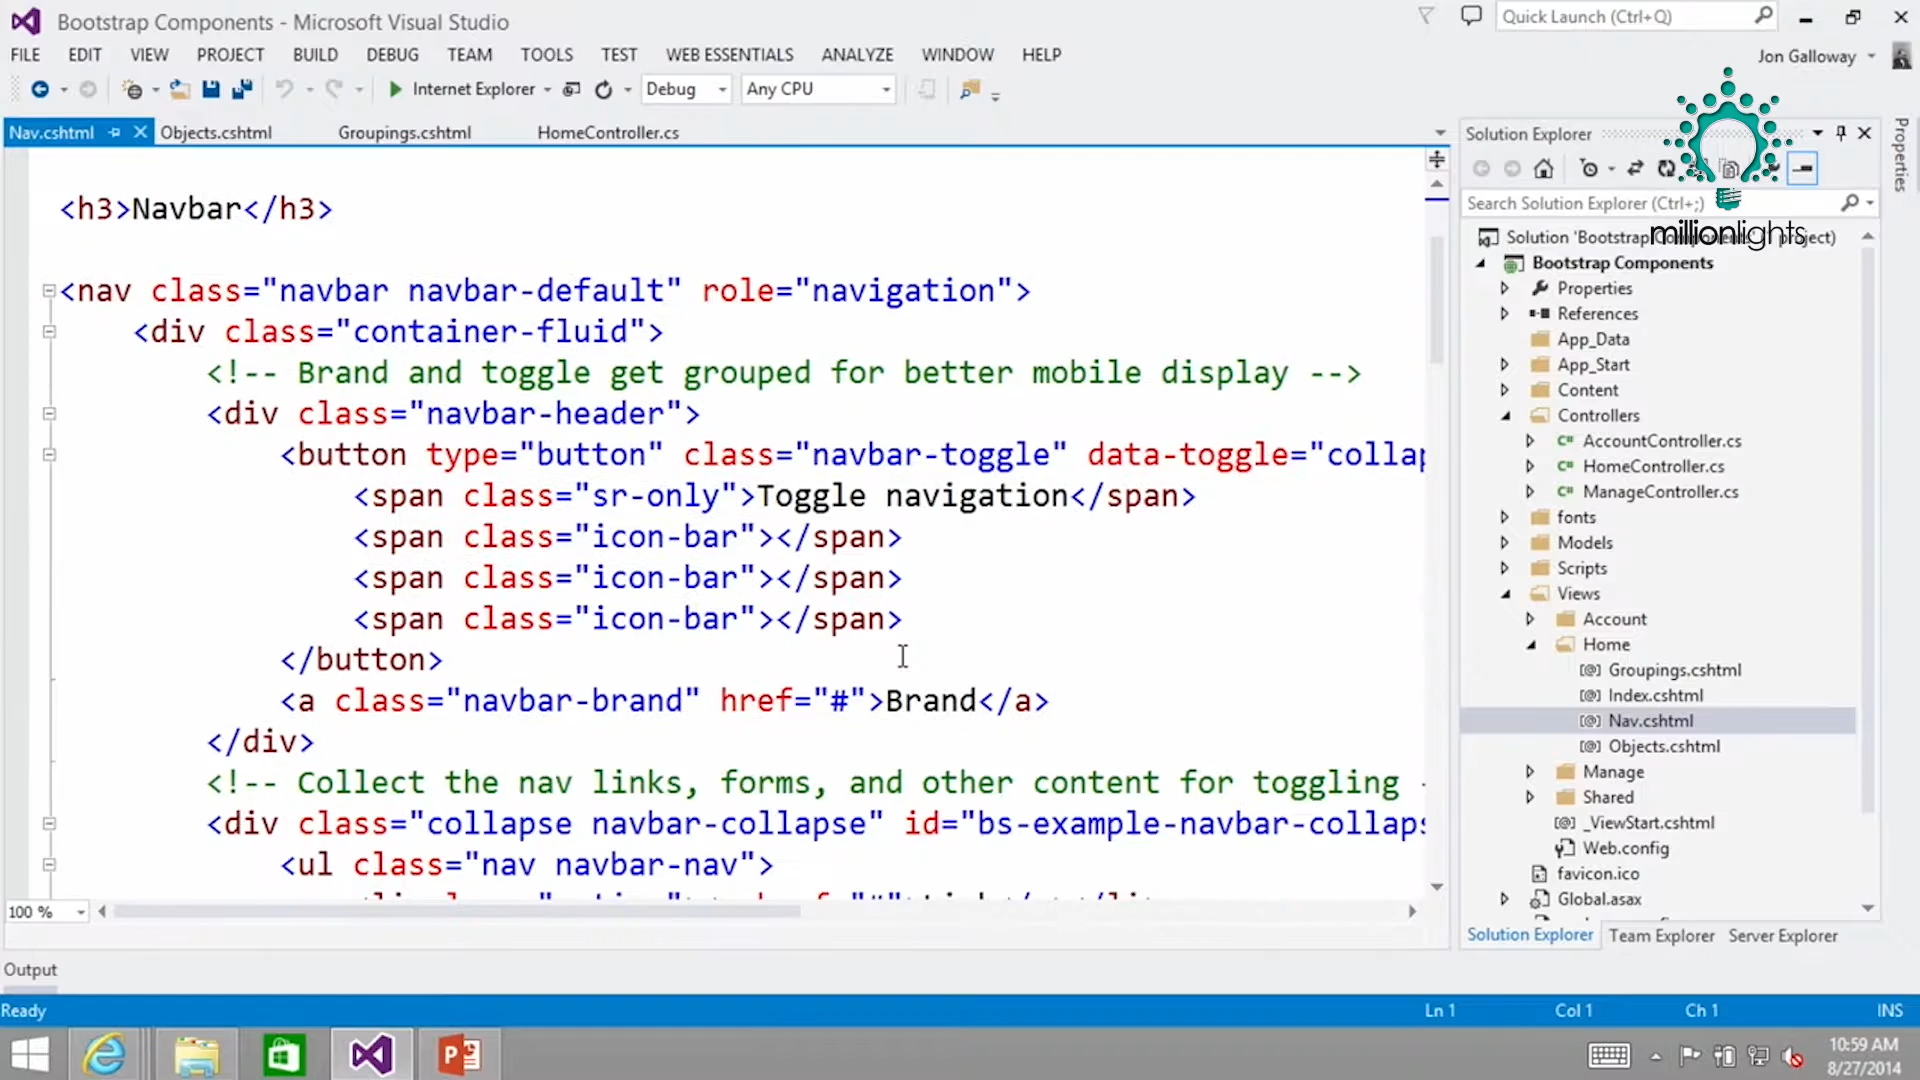 Bootstrap Components - Microsoft Visual Studio
Quick Launch (Ctrl+Q)
FILE EDIT VIEW PROJECT BUILD DEBUG TEAM TOOLS TEST WEB ESSENTIALS ANALYZE WINDOW HELP
Jon Galloway
Internet Explorer Debug Any CPU
Nav.cshtml Objects.cshtml Groupings.cshtml HomeController.cs
<h3>Navbar</h3>
<nav class="navbar navbar-default" role="navigation">
<div class="container-fluid">
<!-- Brand and toggle get grouped for better mobile display -->
<div class="navbar-header">
<button type="button" class="navbar-toggle" data-toggle="collap
<span class="sr-only">Toggle navigation</span>
<span class="icon-bar"></span>
<span class="icon-bar"></span>
<span class="icon-bar"></span>
</button>
<a class="navbar-brand" href="#">Brand</a>
</div>
<!-- Collect the nav links, forms, and other content for toggling -
<div class="collapse navbar-collapse" id="bs-example-navbar-collaps
<ul class="nav navbar-nav">
100 %
Solution Explorer
Search Solution Explorer (Ctrl+;)
millionlights
Solution 'Bootstrap project)
Bootstrap Components
Properties
References
App_Data
App_Start
Content
Controllers
C# AccountController.cs
C# HomeController.cs
C# ManageController.cs
fonts
Models
Scripts
Views
Account
Home
[@] Groupings.cshtml
[@] Index.cshtml
[@] Nav.cshtml
[@] Objects.cshtml
Manage
Shared
[@] _ViewStart.cshtml
Web.config
favicon.ico
Global.asax
Solution Explorer Team Explorer Server Explorer
Properties
Output
Ready Ln 1 Col 1 Ch 1 INS
10:59 AM
8/27/2014